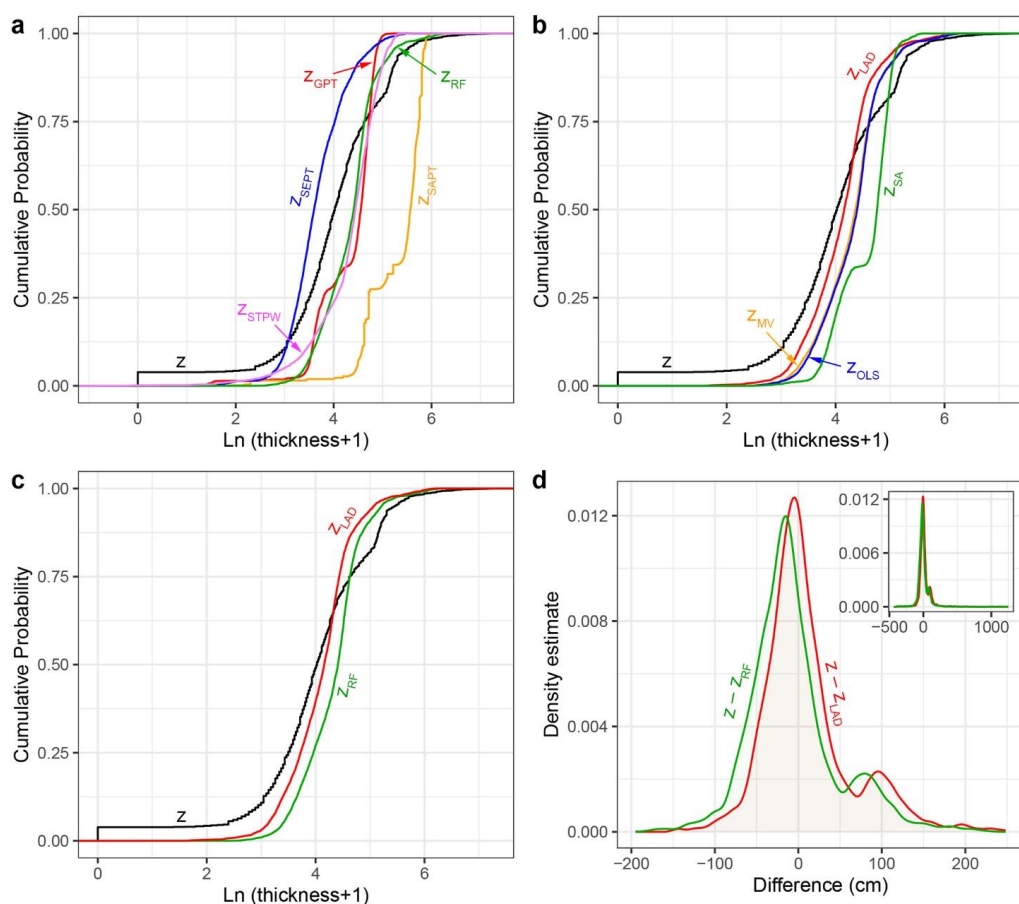 a
1.00
0.75
0.50
0.25
0.00
Cumulative Probability
0
2
4
6
Ln (thickness+1)
z_GPT
z_RF
z_SEPT
z_SAPT
z_STPW
z
b
1.00
0.75
0.50
0.25
0.00
Cumulative Probability
0
2
4
6
Ln (thickness+1)
z_LAD
z_SA
z_MV
z_OLS
z
c
1.00
0.75
0.50
0.25
0.00
Cumulative Probability
0
2
4
6
Ln (thickness+1)
z_LAD
z_RF
z
d
0.012
0.008
0.004
0.000
Density estimate
−200
−100
0
100
200
Difference (cm)
z − z_RF
z − z_LAD
0.012
0.006
0.000
−500
0
1000